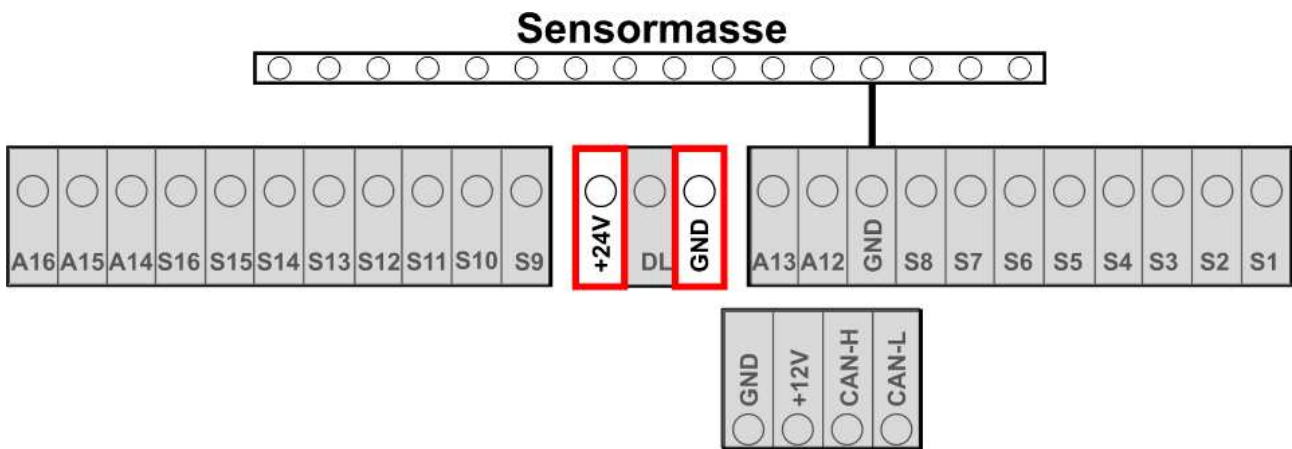 Sensormasse
A16 A15 A14 S16 S15 S14 S13 S12 S11 S10 S9 +24V DL GND A13 A12 GND S8 S7 S6 S5 S4 S3 S2 S1
GND +12V CAN-H CAN-L